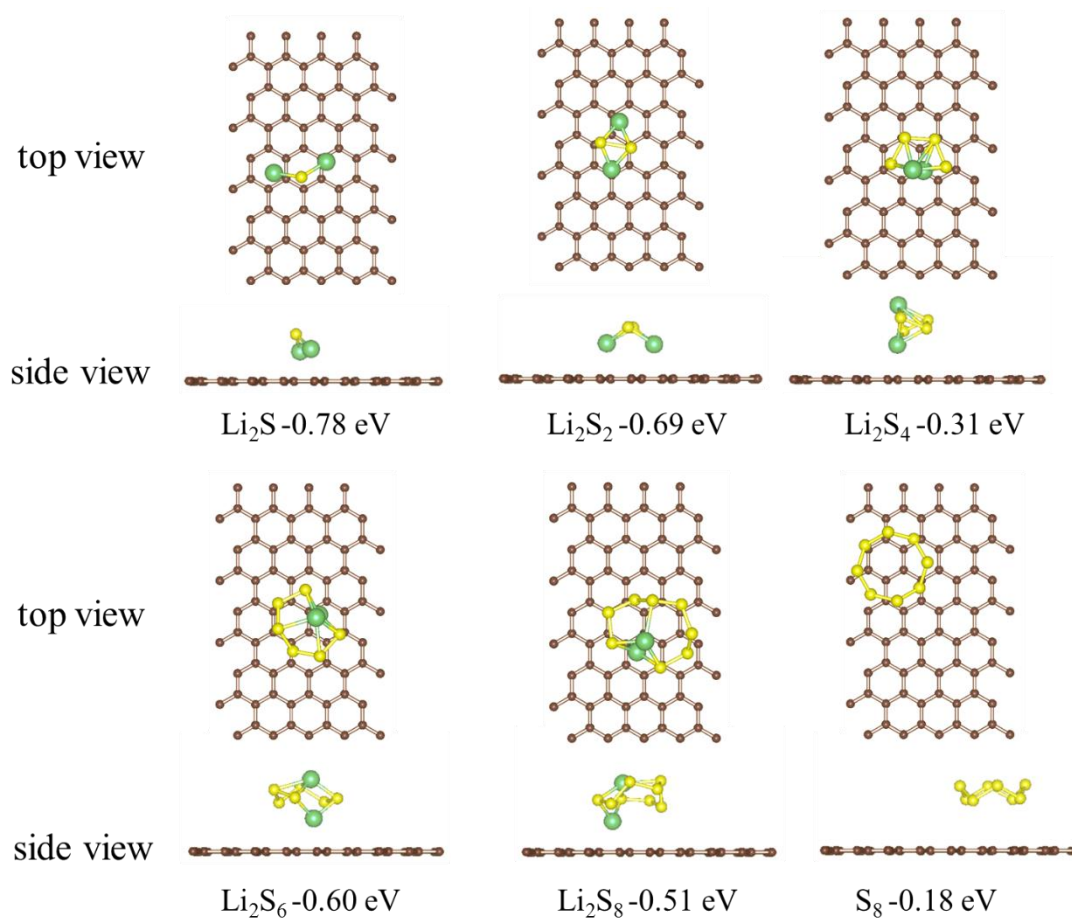 top view
side view
Li₂S -0.78 eV
Li₂S₂ -0.69 eV
Li₂S₄ -0.31 eV
top view
side view
Li₂S₆ -0.60 eV
Li₂S₈ -0.51 eV
S₈ -0.18 eV